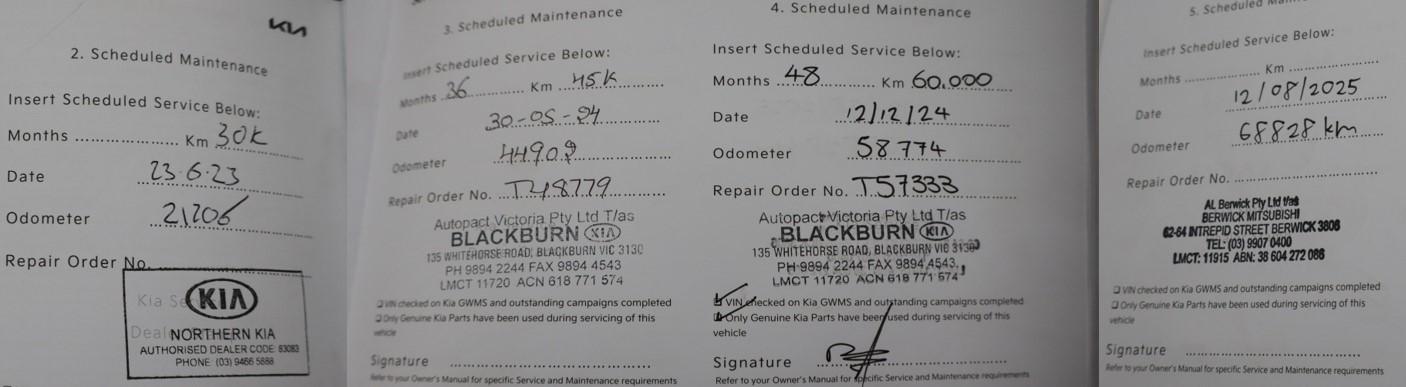 KIA
2. Scheduled Maintenance
Insert Scheduled Service Below:
Months .................... Km 30K
Date 23.6.23
Odometer 21,206
Repair Order No.
Kia Se
KIA
Deal NORTHERN KIA
AUTHORISED DEALER CODE: 83083
PHONE: (03) 9466 5888
3. Scheduled Maintenance
Insert Scheduled Service Below:
Months 36 Km 45K
Date 30-05-24
Odometer 44909
Repair Order No. T48779
Autopact Victoria Pty Ltd T/as
BLACKBURN KIA
135 WHITEHORSE ROAD, BLACKBURN VIC 3130
PH 9894 2244 FAX 9894 4543
LMCT 11720 ACN 618 771 574
❑ VIN checked on Kia GWMS and outstanding campaigns completed
❑ Only Genuine Kia Parts have been used during servicing of this
vehicle
Signature ....................
Refer to your Owner's Manual for specific Service and Maintenance requirements
4. Scheduled Maintenance
Insert Scheduled Service Below:
Months 48 Km 60.000
Date 12/12/24
Odometer 58774
Repair Order No. T57333
Autopact Victoria Pty Ltd T/as
BLACKBURN KIA
135 WHITEHORSE ROAD, BLACKBURN VIC 3130
PH 9894 2244 FAX 9894 4543
LMCT 11720 ACN 618 771 574
VIN checked on Kia GWMS and outstanding campaigns completed
Only Genuine Kia Parts have been used during servicing of this
vehicle
Signature ....................
Refer to your Owner's Manual for specific Service and Maintenance requirements
5. Scheduled
Insert Scheduled Service Below:
Months .................... Km ....................
Date 12/08/2025
Odometer 68828 km
Repair Order No. ....................
AL Berwick Pty Ltd t/as
BERWICK MITSUBISHI
62-64 INTREPID STREET BERWICK 3806
TEL: (03) 9907 0400
LMCT: 11915 ABN: 38 604 272 086
❑ VIN checked on Kia GWMS and outstanding campaigns completed
❑ Only Genuine Kia Parts have been used during servicing of this
vehicle
Signature ....................
Refer to your Owner's Manual for specific Service and Maintenance requirements